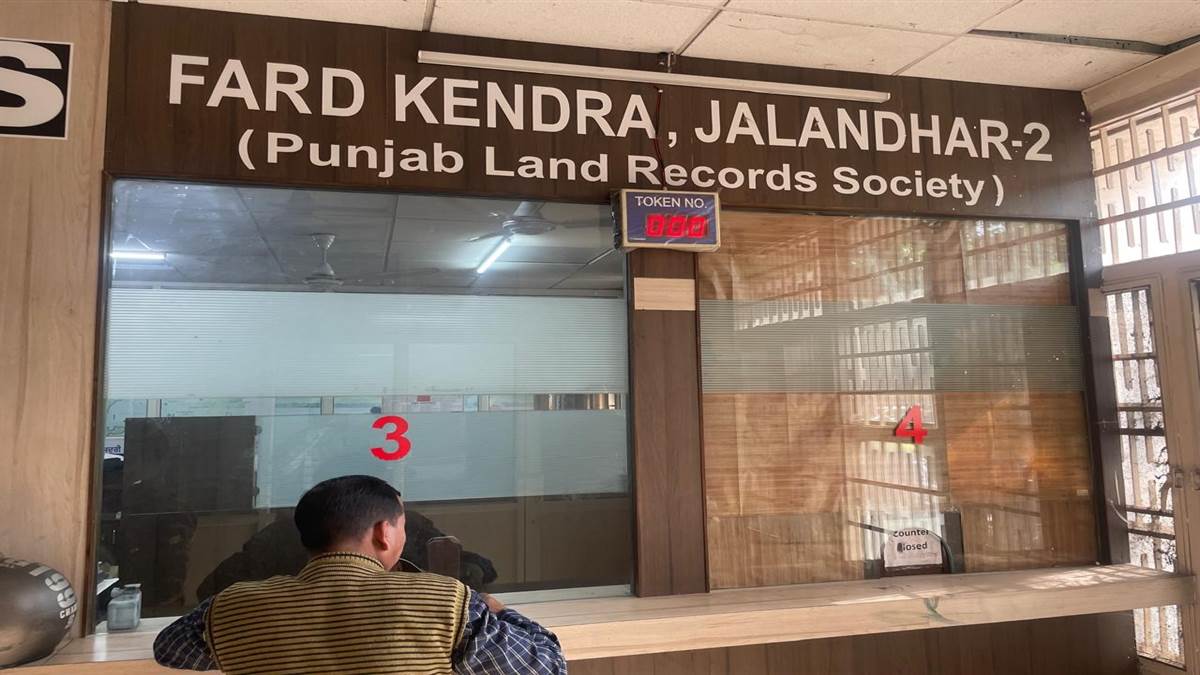 S
FARD KENDRA, JALANDHAR-2
(Punjab Land Records Society)
TOKEN NO.
000
3
4
Counter
Closed